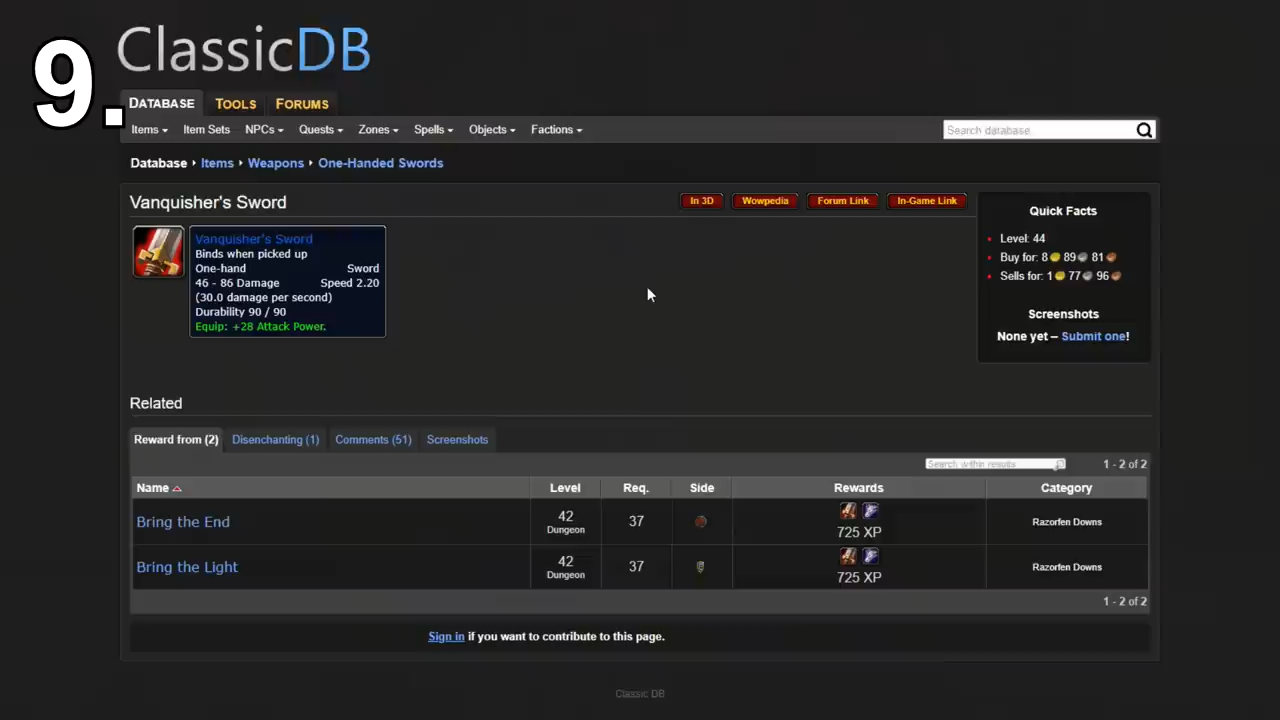 9.
ClassicDB
DATABASE TOOLS FORUMS
Items Item Sets NPCs Quests Zones Spells Objects Factions
Search database
Database Items Weapons One-Handed Swords
Vanquisher's Sword
In 3D Wowpedia Forum Link In-Game Link
Vanquisher's Sword
Binds when picked up
One-hand Sword
46 - 86 Damage Speed 2.20
(30.0 damage per second)
Durability 90 / 90
Equip: +28 Attack Power.
Quick Facts
Level: 44
Buy for: 8 89 81
Sells for: 1 77 96
Screenshots
None yet – Submit one!
Related
Reward from (2) Disenchanting (1) Comments (51) Screenshots
Search within results 1 - 2 of 2
Name Level Req. Side Rewards Category
Bring the End 42 Dungeon 37 725 XP Razorfen Downs
Bring the Light 42 Dungeon 37 725 XP Razorfen Downs
1 - 2 of 2
Sign in if you want to contribute to this page.
Classic DB